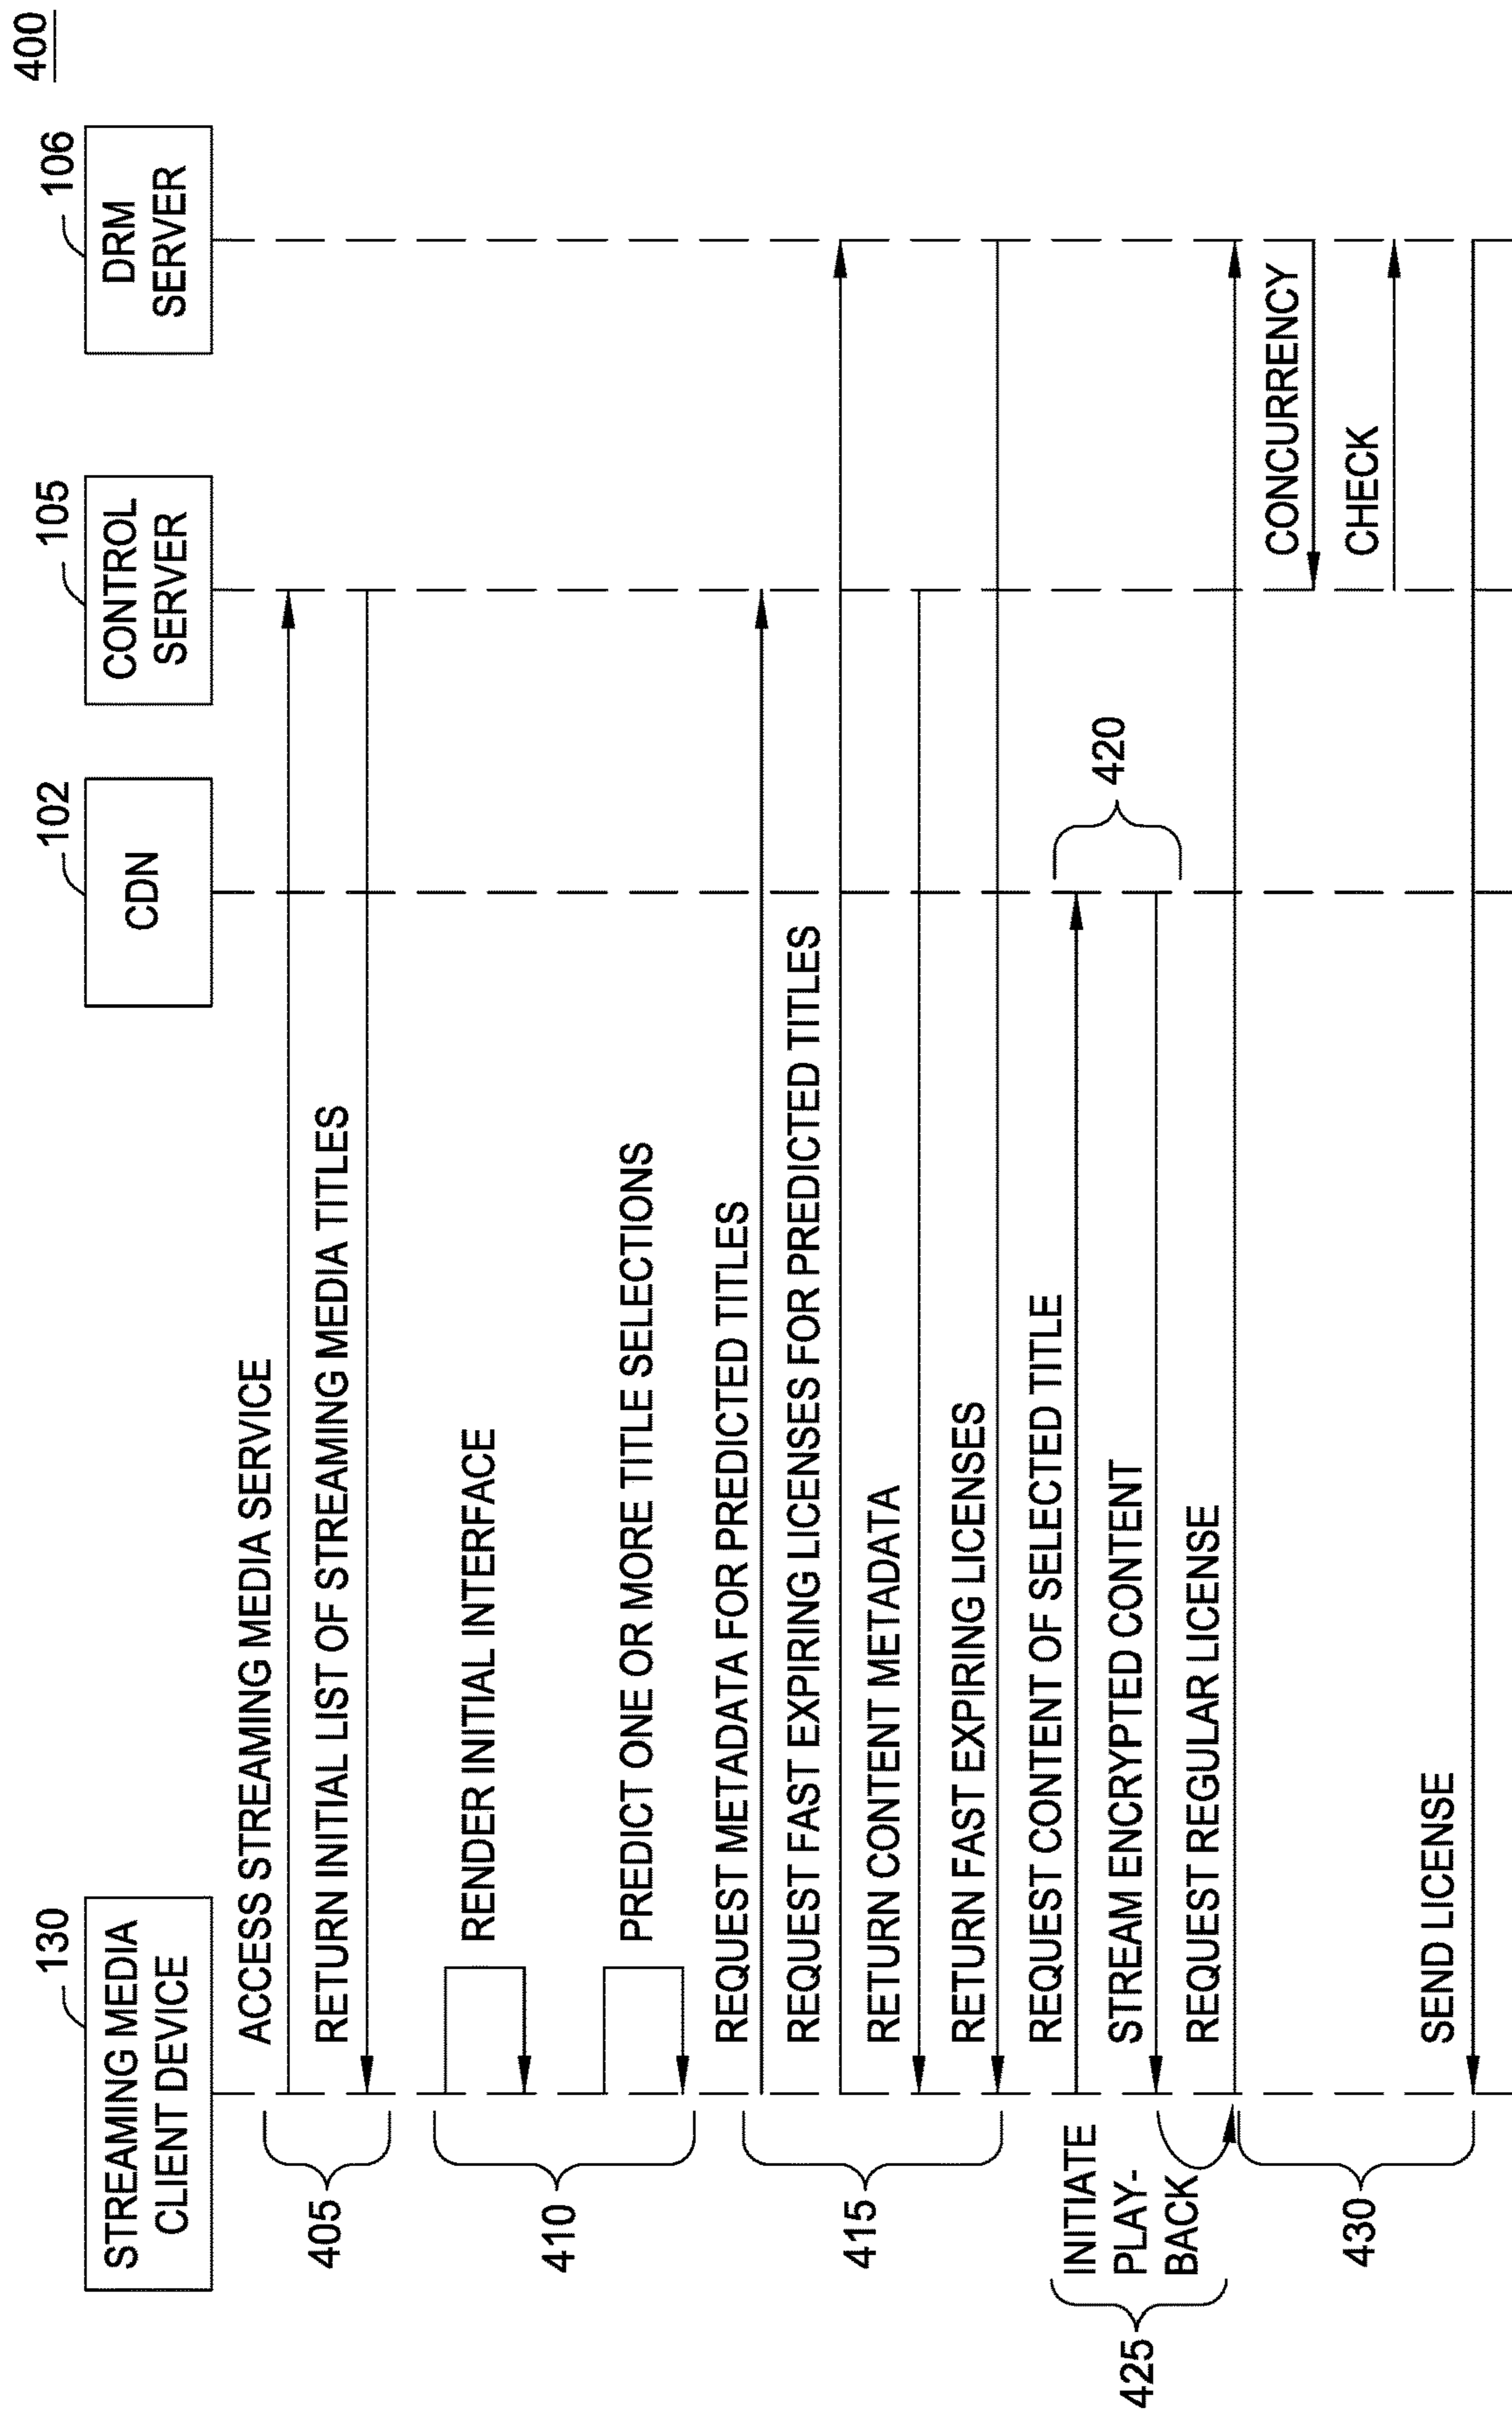 400
130
STREAMING MEDIA
CLIENT DEVICE
102
CDN
105
CONTROL
SERVER
106
DRM
SERVER
405
ACCESS STREAMING MEDIA SERVICE
RETURN INITIAL LIST OF STREAMING MEDIA TITLES
410
RENDER INITIAL INTERFACE
PREDICT ONE OR MORE TITLE SELECTIONS
415
REQUEST METADATA FOR PREDICTED TITLES
REQUEST FAST EXPIRING LICENSES FOR PREDICTED TITLES
RETURN CONTENT METADATA
RETURN FAST EXPIRING LICENSES
REQUEST CONTENT OF SELECTED TITLE
420
STREAM ENCRYPTED CONTENT
425
INITIATE
PLAY-
BACK
REQUEST REGULAR LICENSE
430
CONCURRENCY
CHECK
SEND LICENSE